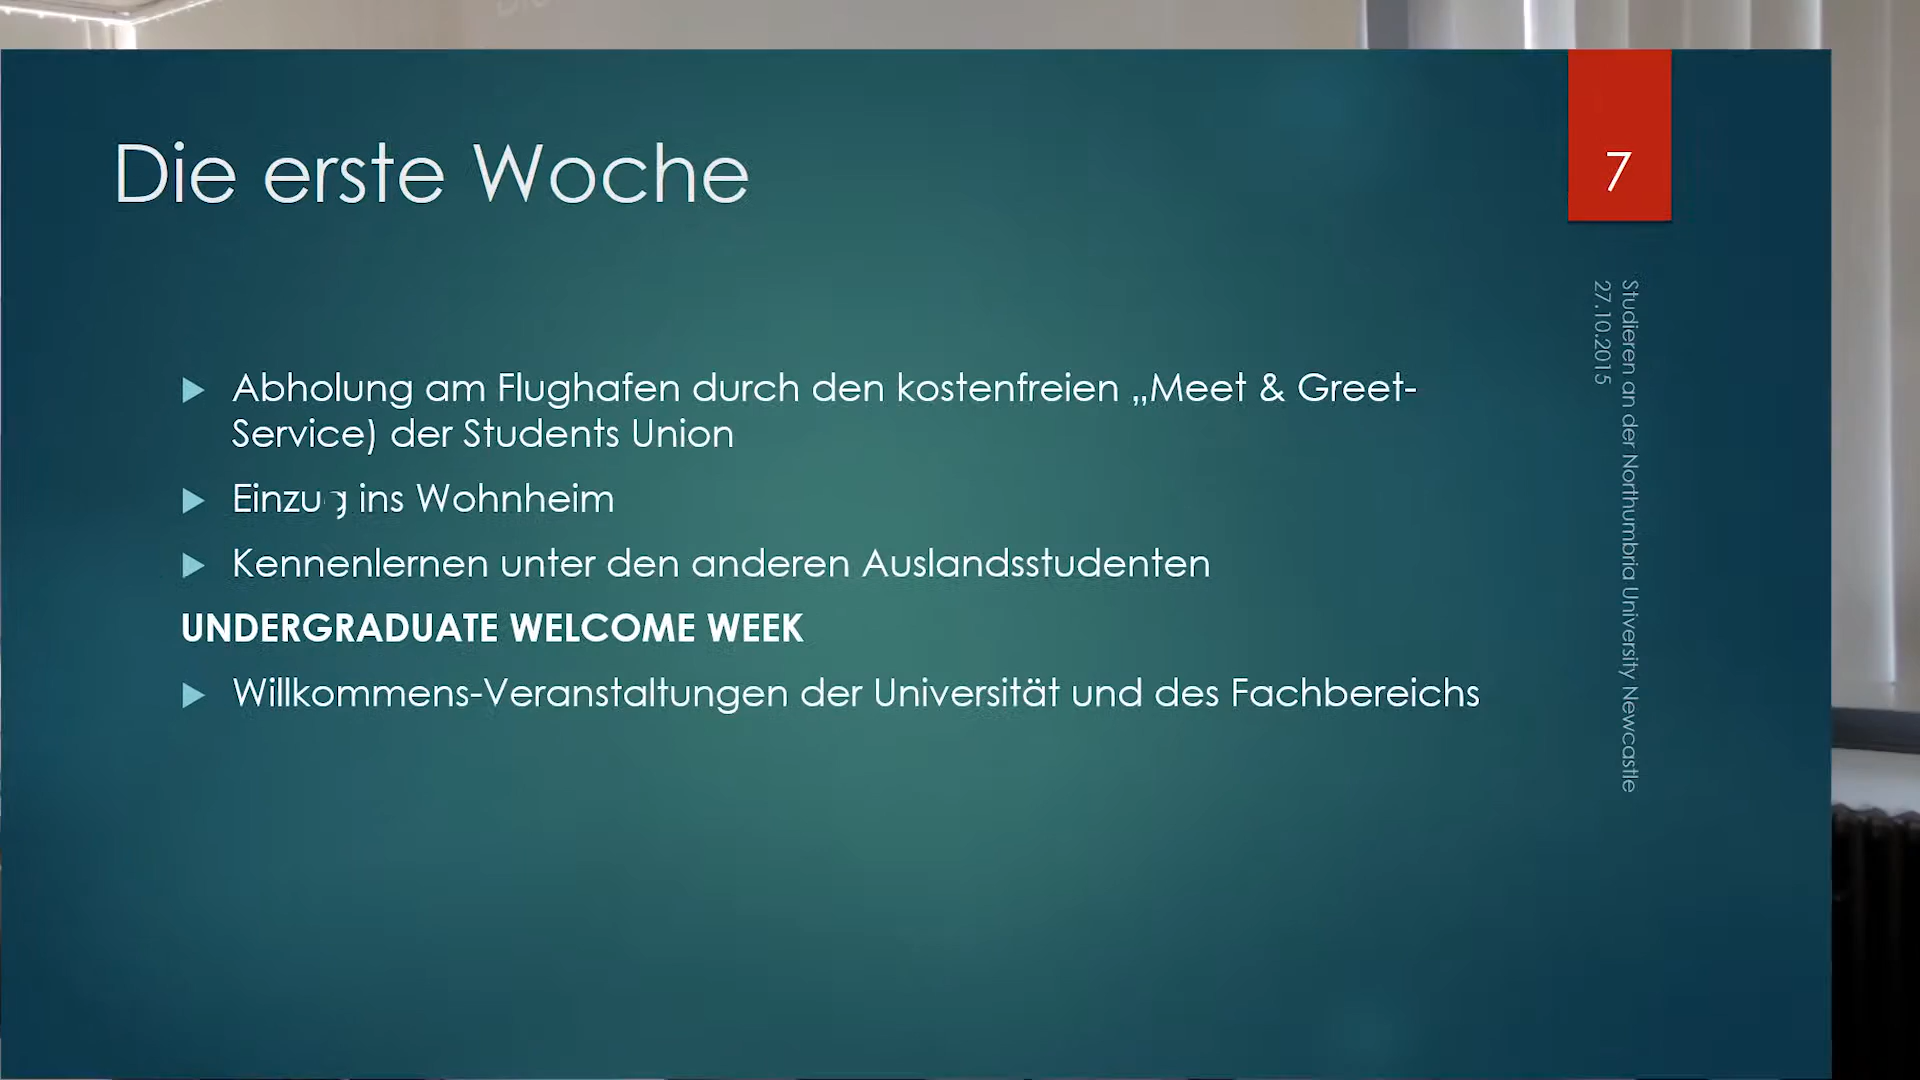 Die erste Woche
7
Abholung am Flughafen durch den kostenfreien „Meet & Greet-
Service) der Students Union
Einzug ins Wohnheim
Kennenlernen unter den anderen Auslandsstudenten
UNDERGRADUATE WELCOME WEEK
Willkommens-Veranstaltungen der Universität und des Fachbereichs
Studieren an der Northumbria University Newcastle
27.10.2015